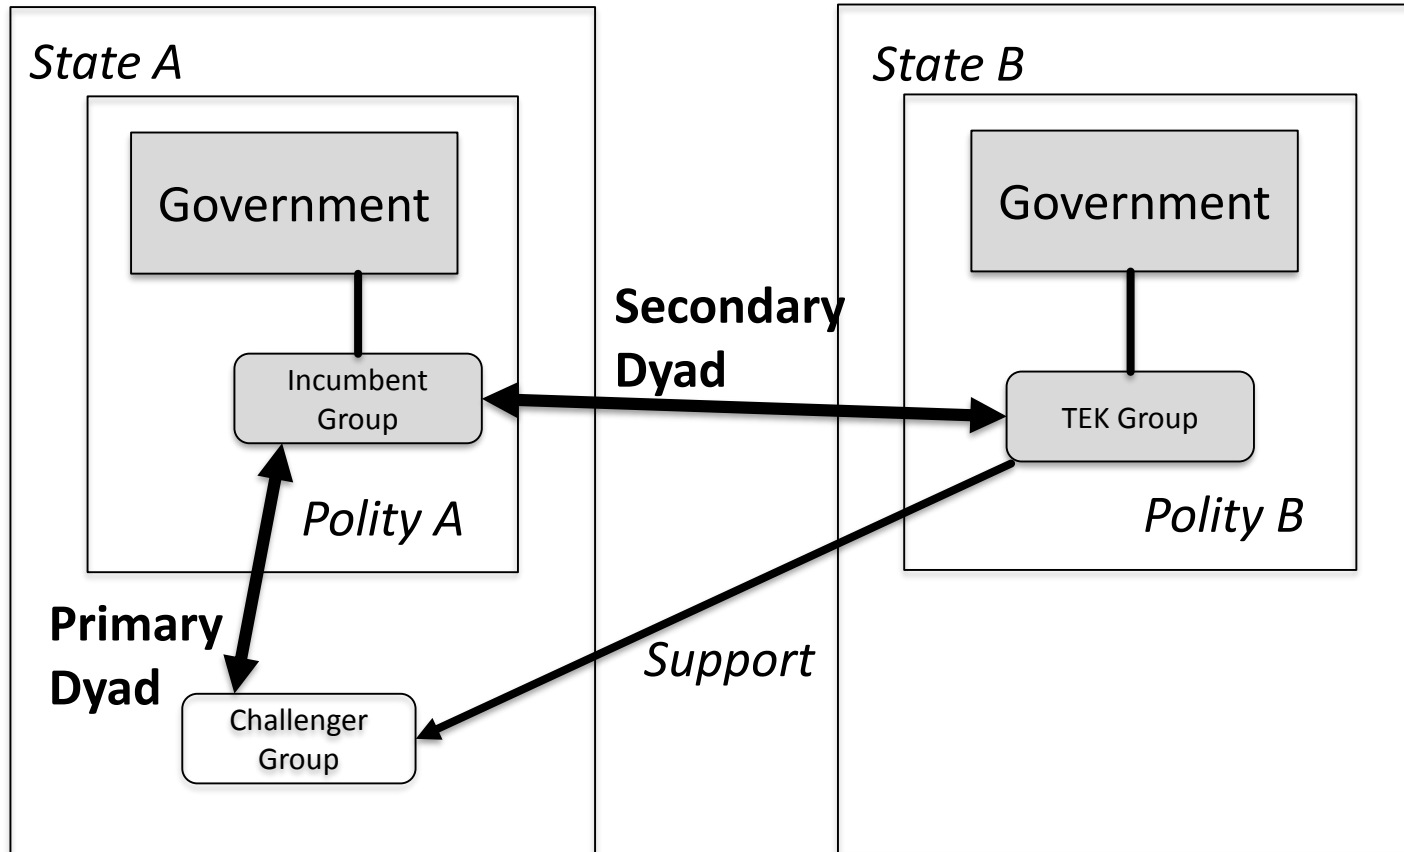 State A
Government
Incumbent
Group
Polity A
Primary
Dyad
Challenger
Group
Secondary
Dyad
Support
State B
Government
TEK Group
Polity B